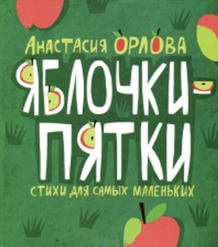 АНАСТАСИЯ ОРЛОВА
ЯБЛОЧКИ-
ПЯТКИ
СТИХИ ДЛЯ САМЫХ МАЛЕНЬКИХ